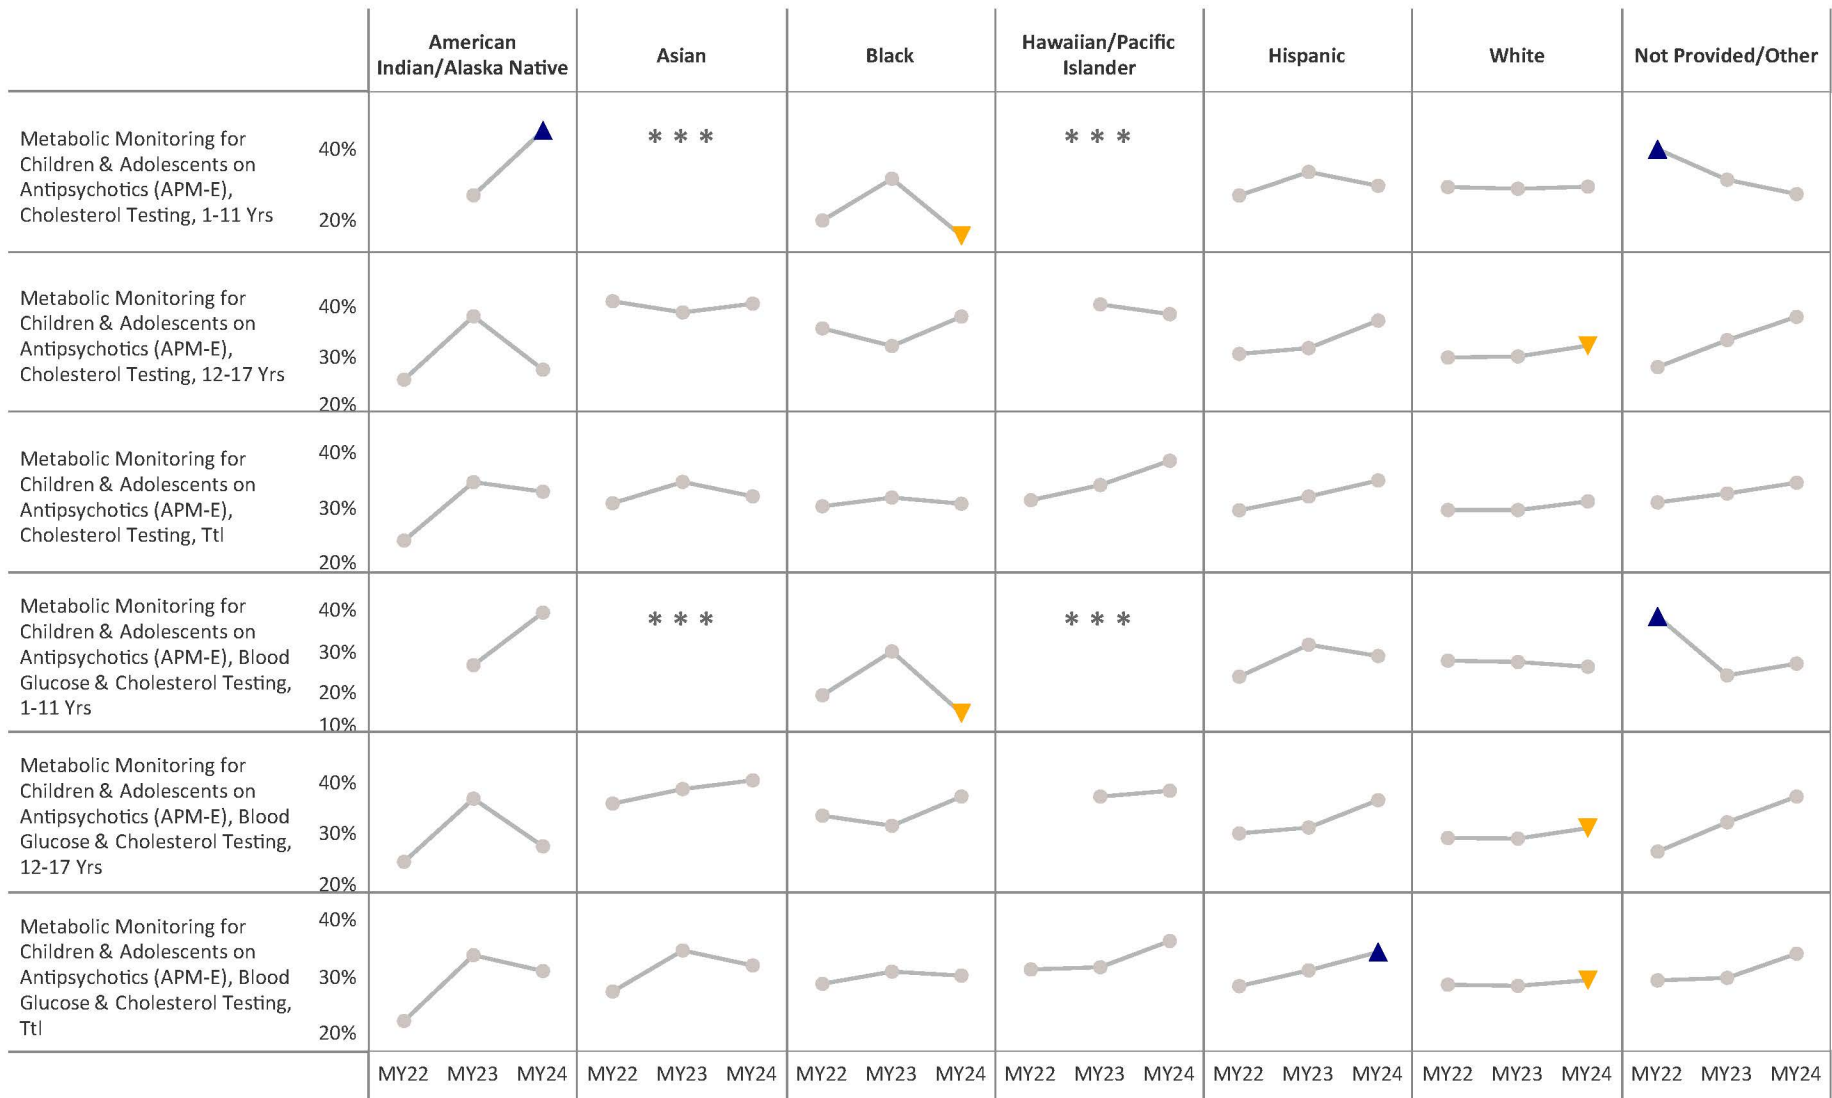 American
Indian/Alaska Native
Asian
Black
Hawaiian/Pacific
Islander
Hispanic
White
Not Provided/Other
Metabolic Monitoring for
Children & Adolescents on
Antipsychotics (APM-E),
Cholesterol Testing, 1-11 Yrs
40%
20%
* * *
* * *
Metabolic Monitoring for
Children & Adolescents on
Antipsychotics (APM-E),
Cholesterol Testing, 12-17 Yrs
40%
30%
20%
Metabolic Monitoring for
Children & Adolescents on
Antipsychotics (APM-E),
Cholesterol Testing, Ttl
40%
30%
20%
Metabolic Monitoring for
Children & Adolescents on
Antipsychotics (APM-E), Blood
Glucose & Cholesterol Testing,
1-11 Yrs
40%
30%
20%
10%
* * *
* * *
Metabolic Monitoring for
Children & Adolescents on
Antipsychotics (APM-E), Blood
Glucose & Cholesterol Testing,
12-17 Yrs
40%
30%
20%
Metabolic Monitoring for
Children & Adolescents on
Antipsychotics (APM-E), Blood
Glucose & Cholesterol Testing,
Ttl
40%
30%
20%
MY22 MY23 MY24 MY22 MY23 MY24 MY22 MY23 MY24 MY22 MY23 MY24 MY22 MY23 MY24 MY22 MY23 MY24 MY22 MY23 MY24